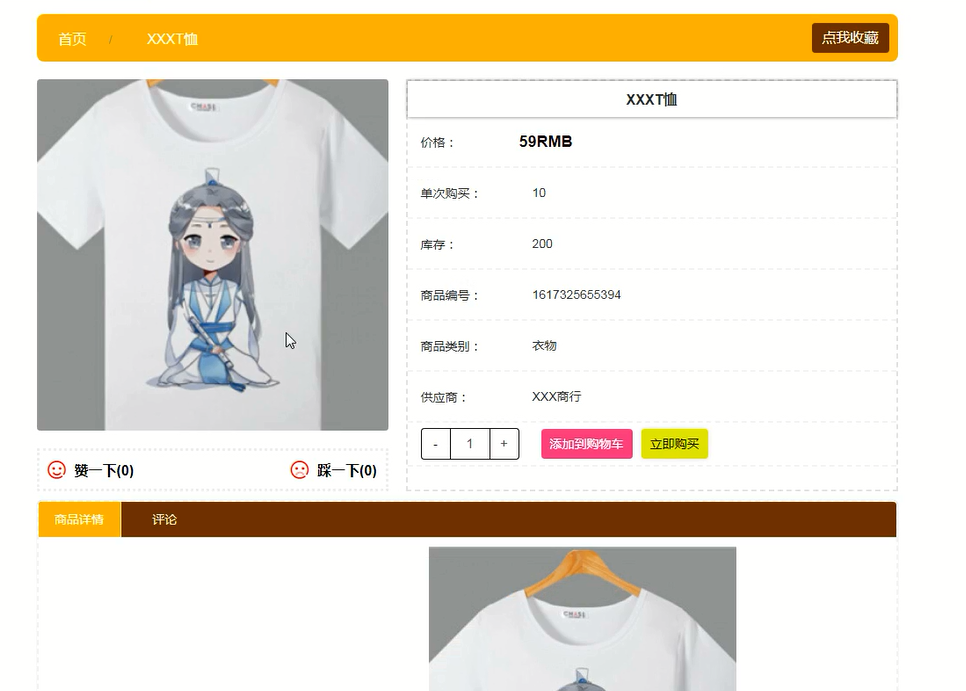 首页 / XXXT恤
点我收藏
XXXT恤
价格： 59RMB
单次购买： 10
库存： 200
商品编号： 1617325655394
商品类别： 衣物
供应商： XXX商行
- 1 + 添加到购物车 立即购买
赞一下(0) 踩一下(0)
商品详情 评论